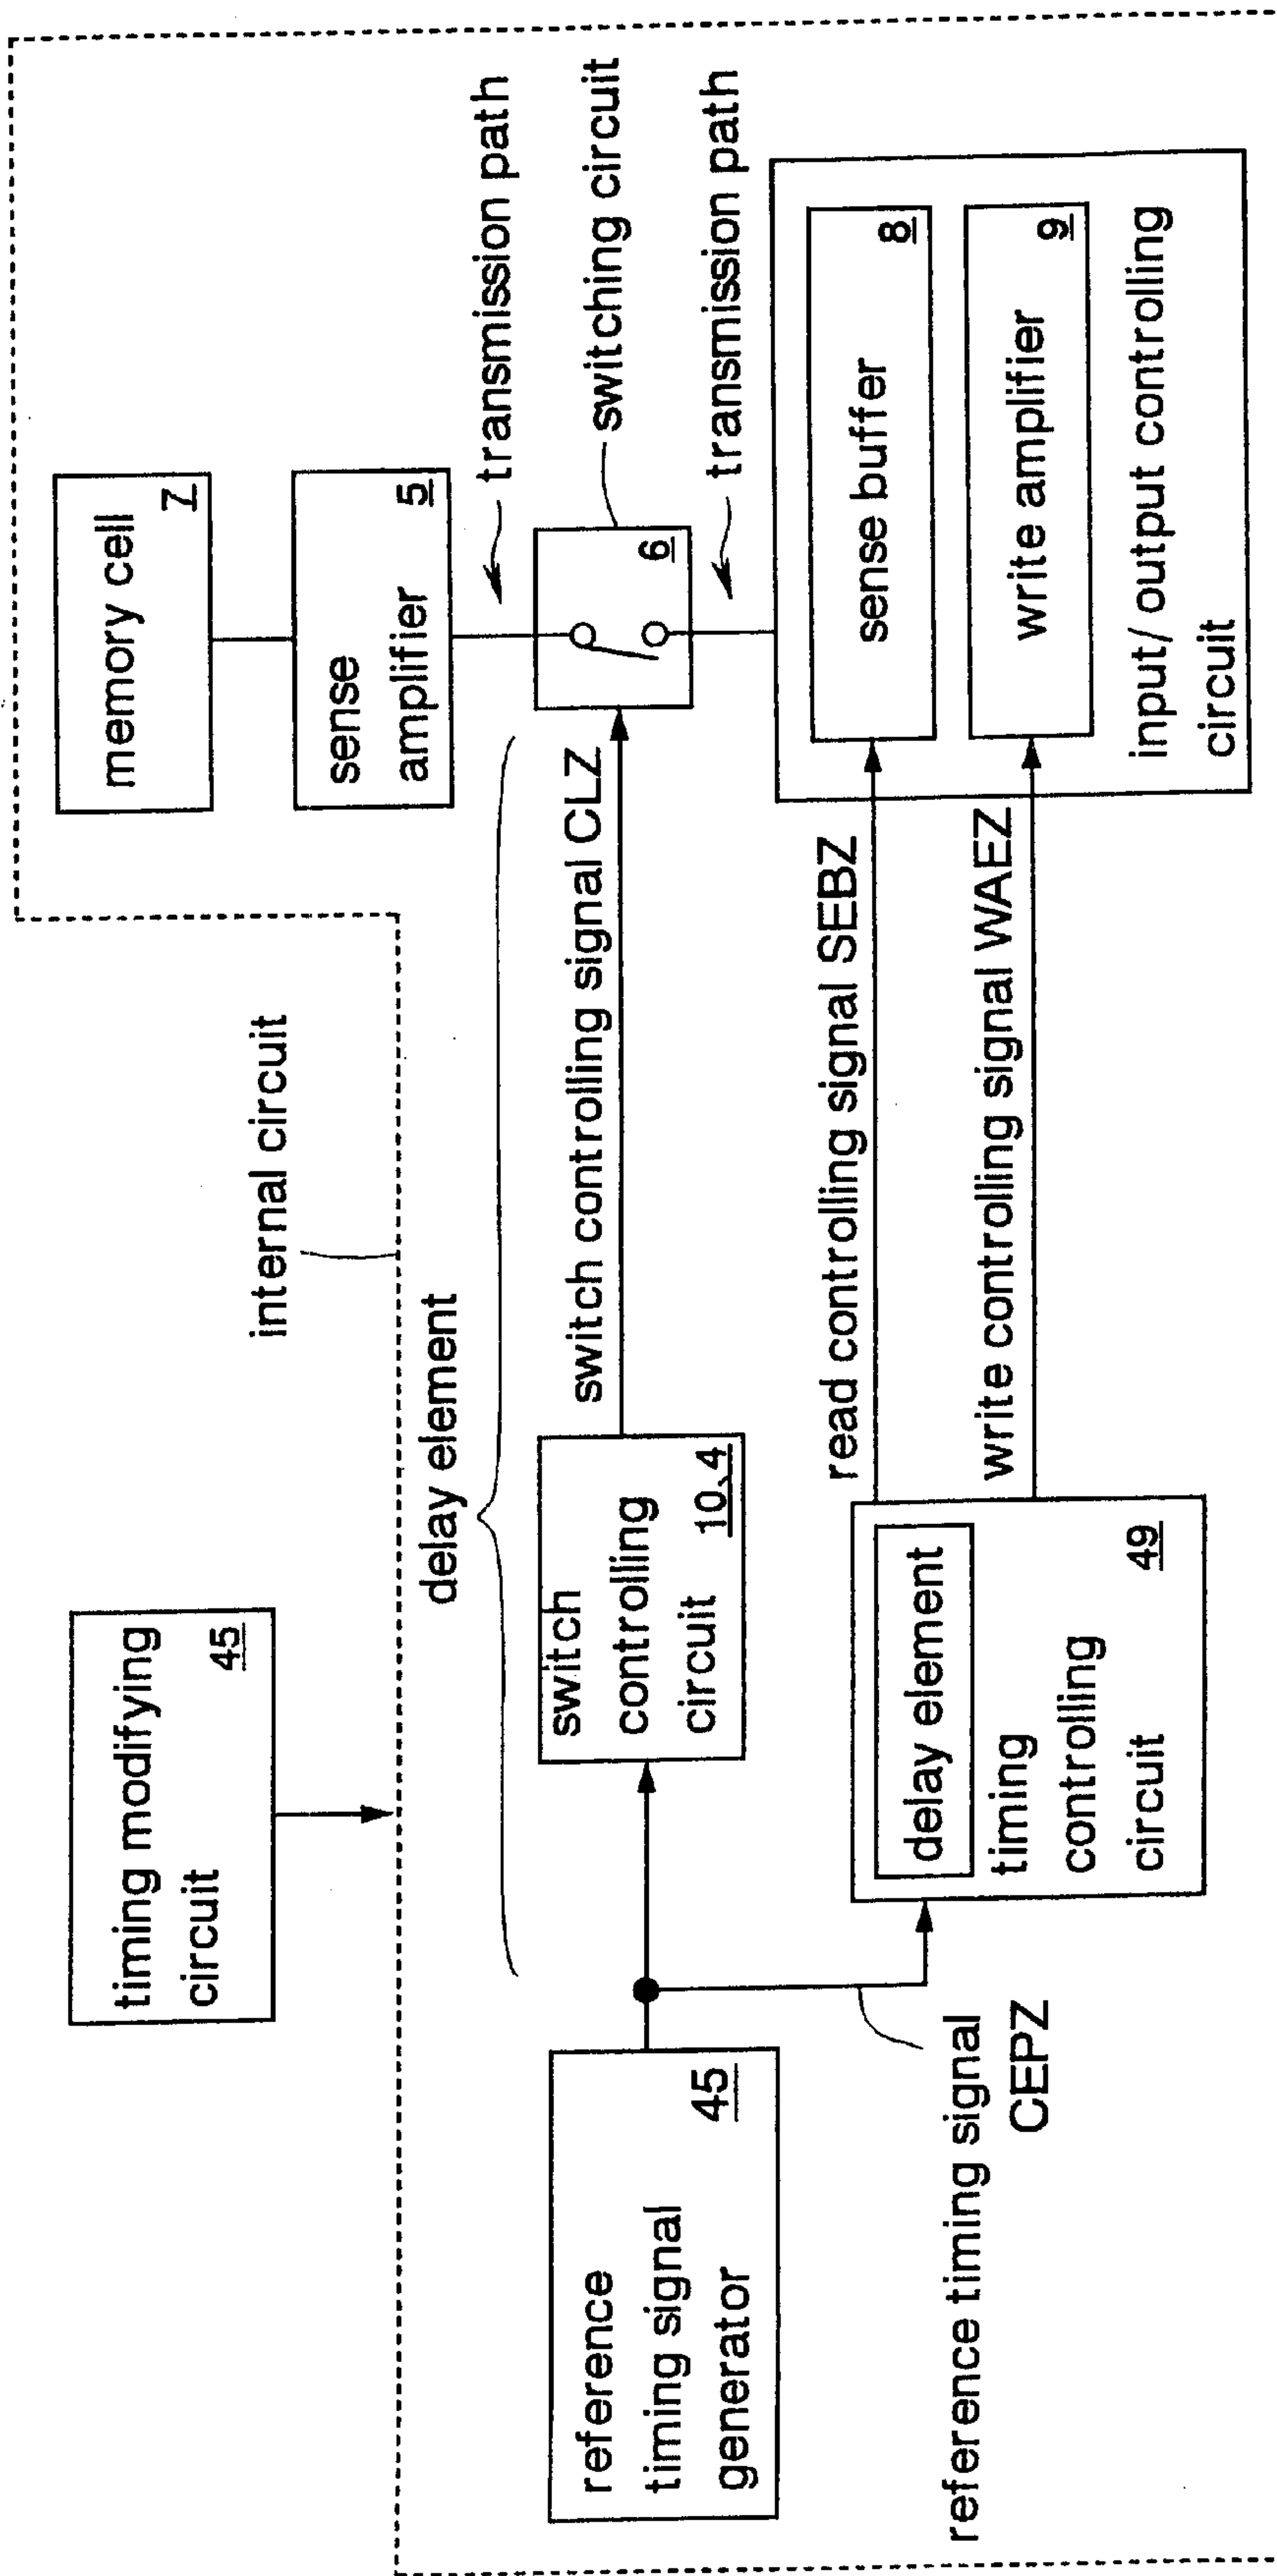 timing modifying
circuit
45
internal circuit
memory cell
7
sense
amplifier
5
transmission path
switching circuit
6
transmission path
delay element
switch controlling signal CLZ
switch
controlling
circuit
10、4
reference
timing signal
generator
45
reference timing signal
CEPZ
delay element
timing
controlling
circuit
49
read controlling signal SEBZ
write controlling signal WAEZ
sense buffer
8
write amplifier
9
input/ output controlling
circuit